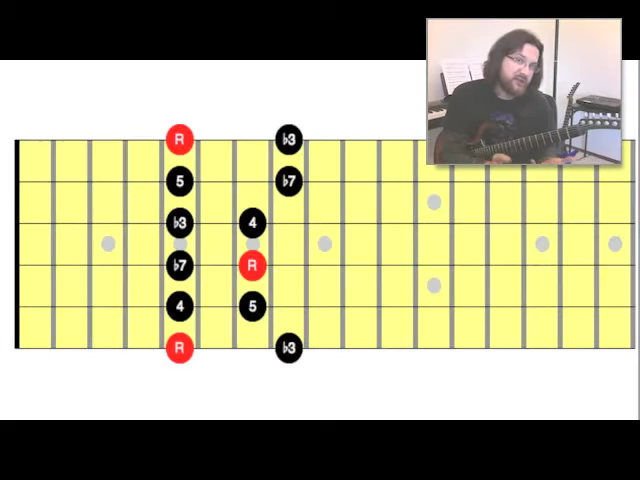 R ♭3
5 ♭7
♭3 4
♭7 R
4 5
R ♭3